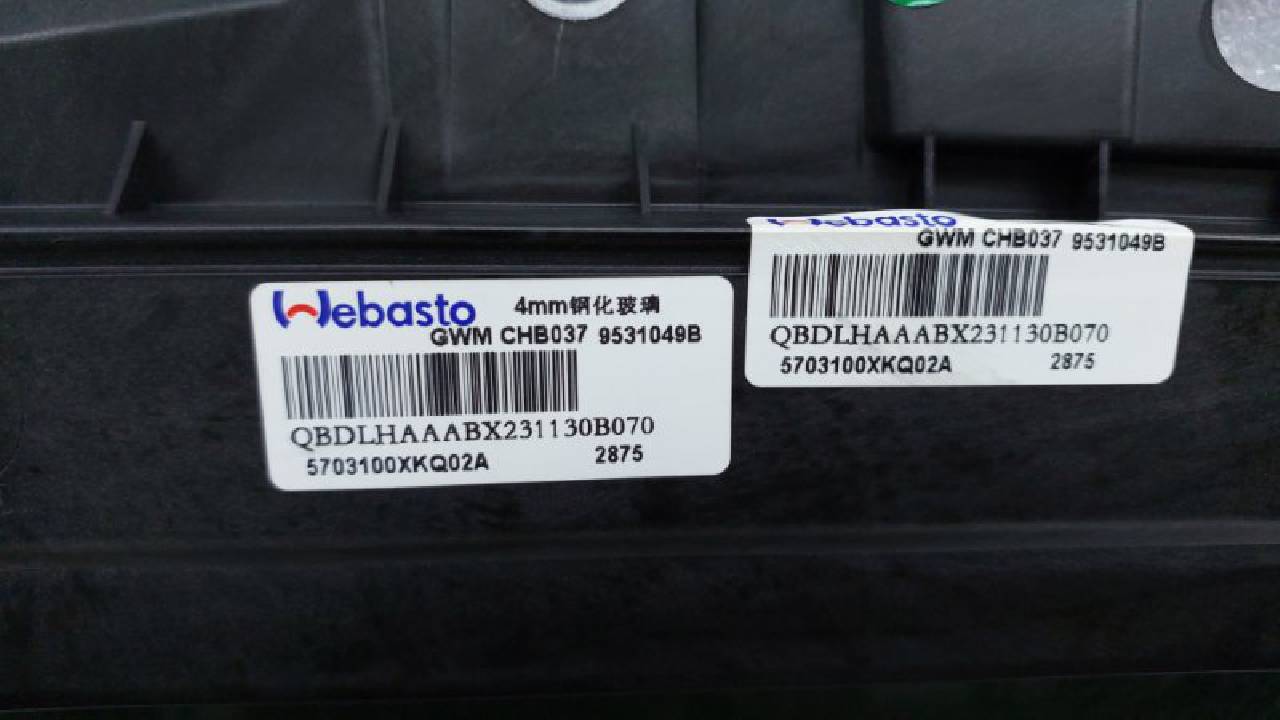 Webasto 4mm钢化玻璃
GWM CHB037 9531049B
QBDLHAAABX231130B070
5703100XKQ02A 2875
Webasto
GWM CHB037 9531049B
QBDLHAAABX231130B070
5703100XKQ02A 2875